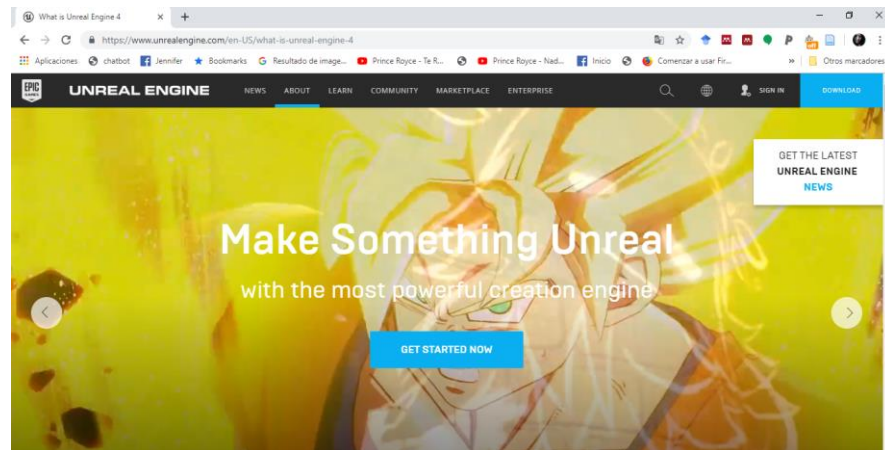 What is Unreal Engine 4
https://www.unrealengine.com/en-US/what-is-unreal-engine-4
Aplicaciones chatbot Jennifer Bookmarks Resultado de image... Prince Royce - Te R... Prince Royce - Nad... Inicio Comenzar a usar Fir... » Otros marcadores
EPIC GAMES UNREAL ENGINE NEWS ABOUT LEARN COMMUNITY MARKETPLACE ENTERPRISE SIGN IN DOWNLOAD
GET THE LATEST
UNREAL ENGINE
NEWS
Make Something Unreal
with the most powerful creation engine
GET STARTED NOW